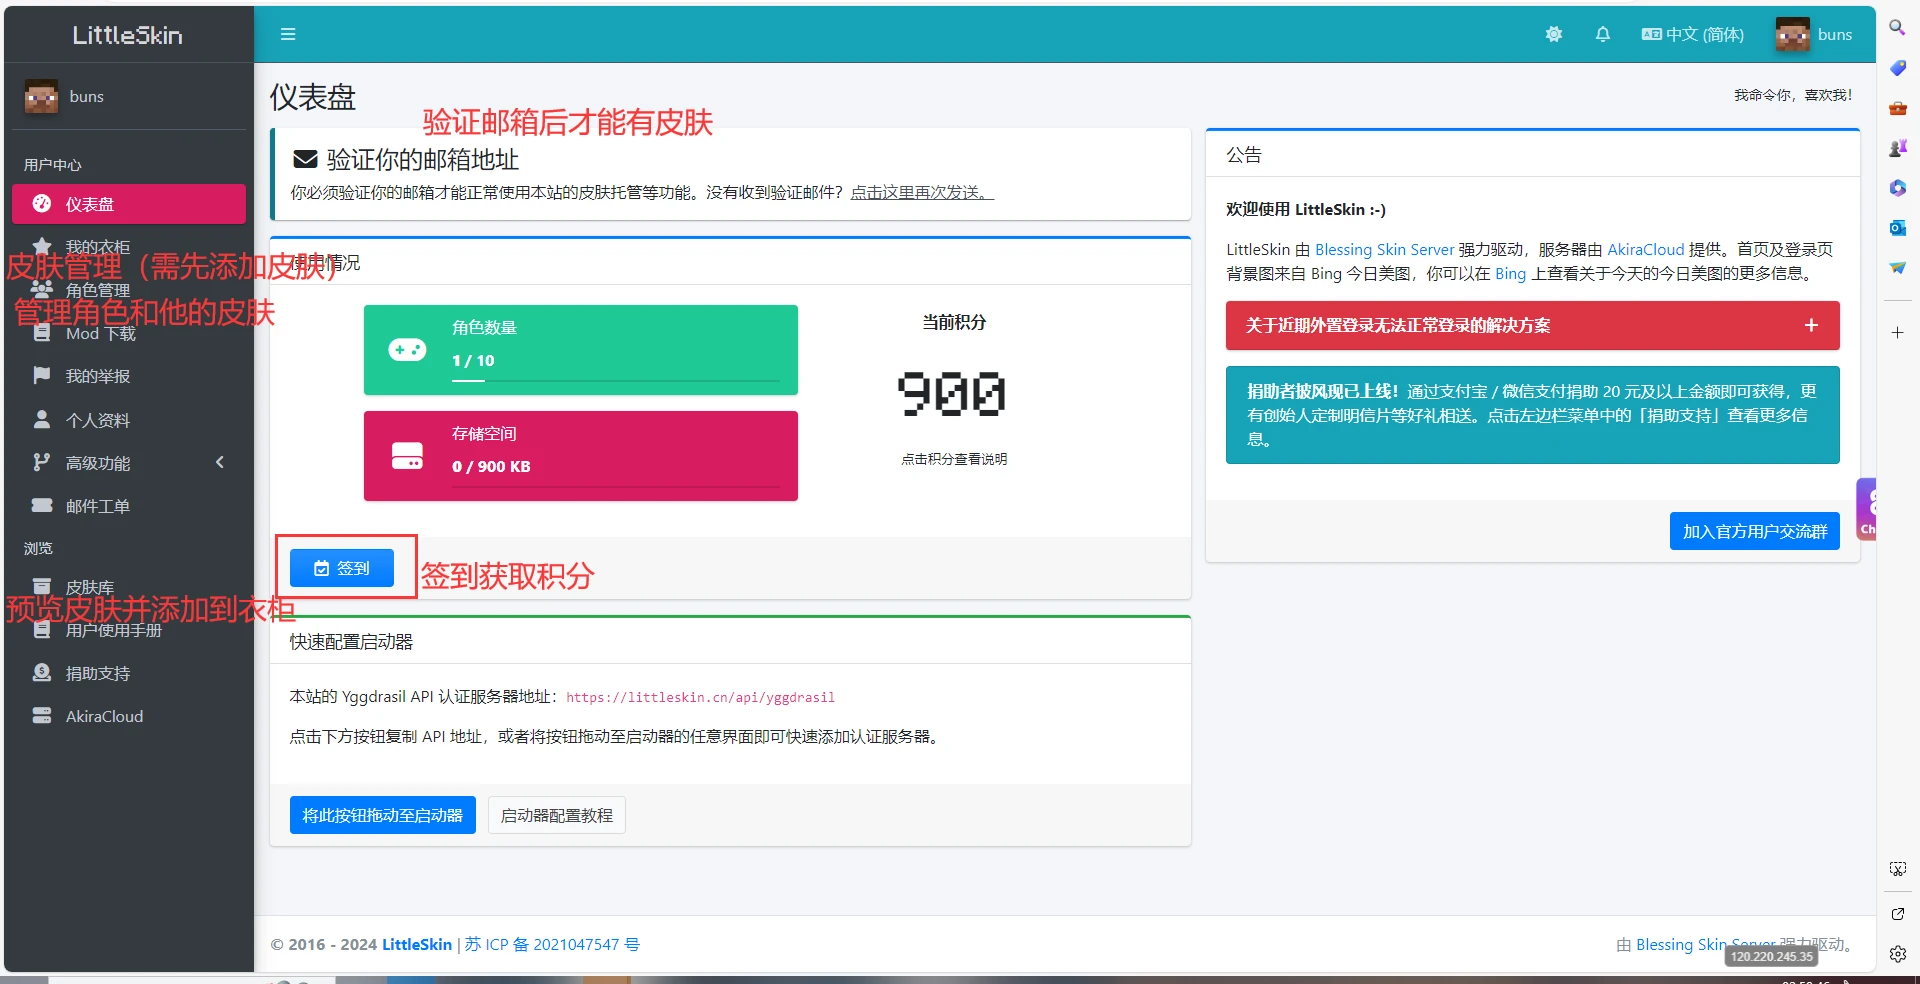 LittleSkin
中文 (简体)
buns
buns
用户中心
仪表盘
我的衣柜
皮肤管理（需先添加皮肤）
角色管理
管理角色和他的皮肤
Mod 下载
我的举报
个人资料
高级功能
邮件工单
浏览
皮肤库
预览皮肤并添加到衣柜
用户使用手册
捐助支持
AkiraCloud
仪表盘
我命令你，喜欢我！
验证邮箱后才能有皮肤
验证你的邮箱地址
你必须验证你的邮箱才能正常使用本站的皮肤托管等功能。没有收到验证邮件？点击这里再次发送。
使用情况
角色数量
1 / 10
存储空间
0 / 900 KB
当前积分
900
点击积分查看说明
签到
签到获取积分
快速配置启动器
本站的 Yggdrasil API 认证服务器地址：https://littleskin.cn/api/yggdrasil
点击下方按钮复制 API 地址，或者将按钮拖动至启动器的任意界面即可快速添加认证服务器。
将此按钮拖动至启动器
启动器配置教程
公告
欢迎使用 LittleSkin :-)
LittleSkin 由 Blessing Skin Server 强力驱动，服务器由 AkiraCloud 提供。首页及登录页
背景图来自 Bing 今日美图，你可以在 Bing 上查看关于今天的今日美图的更多信息。
关于近期外置登录无法正常登录的解决方案
捐助者披风现已上线！通过支付宝 / 微信支付捐助 20 元及以上金额即可获得，更
有创始人定制明信片等好礼相送。点击左边栏菜单中的「捐助支持」查看更多信
息。
加入官方用户交流群
Ch
© 2016 - 2024 LittleSkin | 苏 ICP 备 2021047547 号
由 Blessing Skin Server 强力驱动。
120.220.245.35